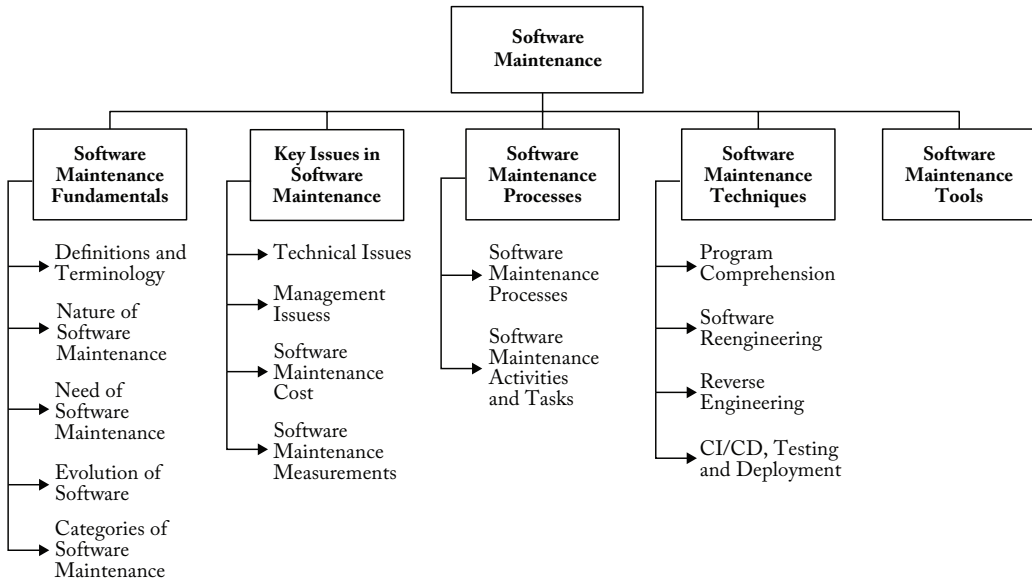 Software
Maintenance
Software
Maintenance
Fundamentals
Key Issues in
Software
Maintenance
Software
Maintenance
Processes
Software
Maintenance
Techniques
Software
Maintenance
Tools
Definitions and
Terminology
Nature of
Software
Maintenance
Need of
Software
Maintenance
Evolution of
Software
Categories of
Software
Maintenance
Technical Issues
Management
Issuess
Software
Maintenance
Cost
Software
Maintenance
Measurements
Software
Maintenance
Processes
Software
Maintenance
Activities
and Tasks
Program
Comprehension
Software
Reengineering
Reverse
Engineering
CI/CD, Testing
and Deployment